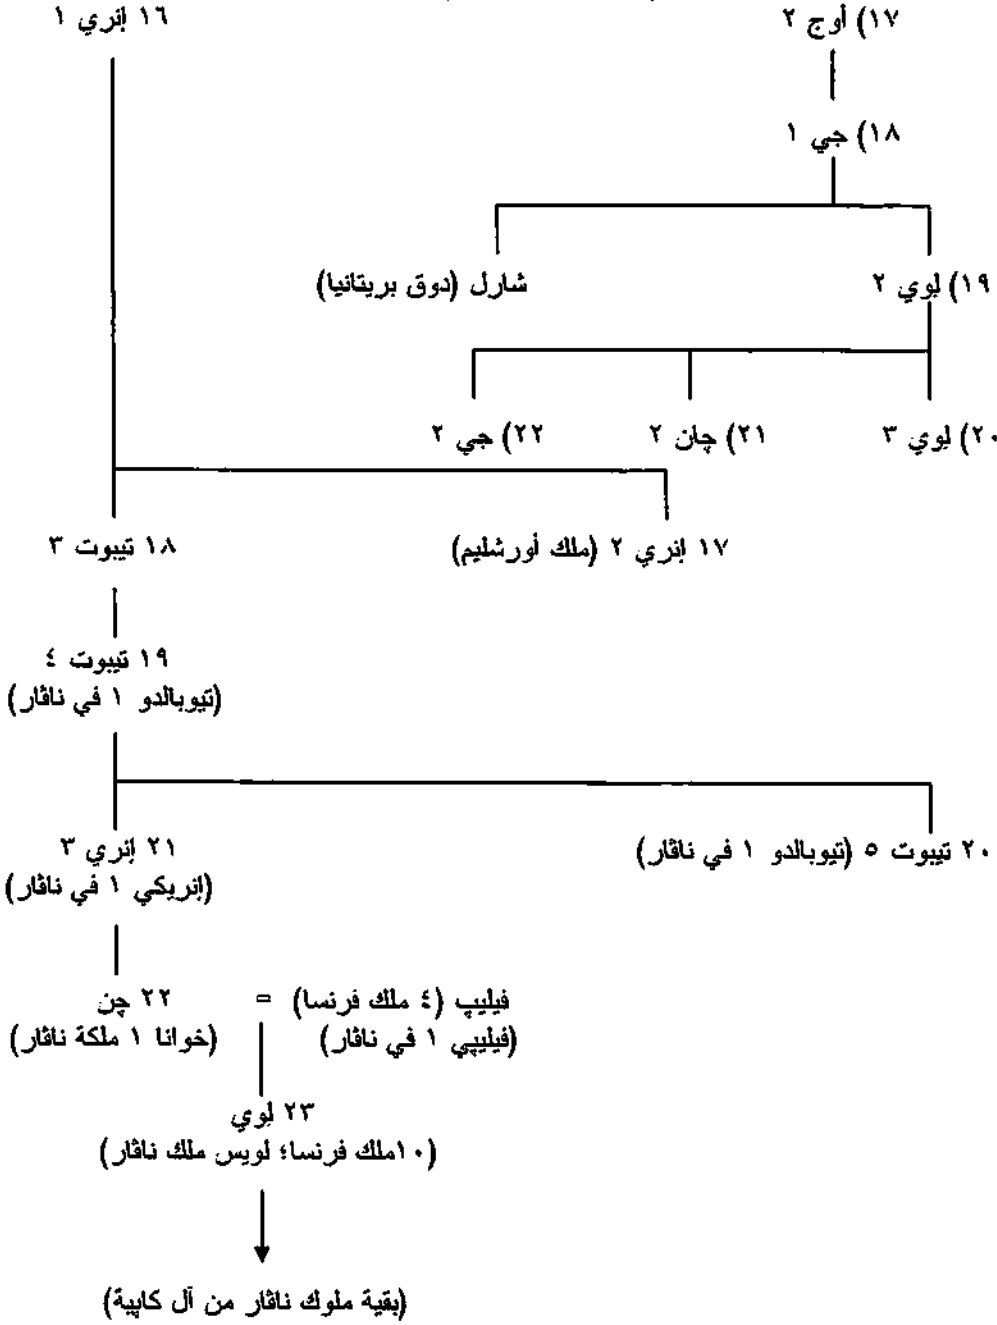 ١٧) أوج ٢
١٦ إنري ١
١٨) جي ١
١٩) لوي ٢
شارل (دوق بريتانيا)
٢٠) لوي ٣
٢١) چان ٢
٢٢) جي ٢
١٧ إنري ٢ (ملك أورشليم)
١٨ تيبوت ٣
١٩ تيبوت ٤
(تيوبالدو ١ في ناڤار)
٢٠ تيبوت ٥ (تيوبالدو ١ في ناڤار)
٢١ إنري ٣
(إنريكي ١ في ناڤار)
فيليپ (٤ ملك فرنسا) = ٢٢ چن
(فيليپي ١ في ناڤار) (خوانا ١ ملكة ناڤار)
٢٣ لوي
(١٠ملك فرنسا؛ لويس ملك ناڤار)
(بقية ملوك ناڤار من آل كاپية)